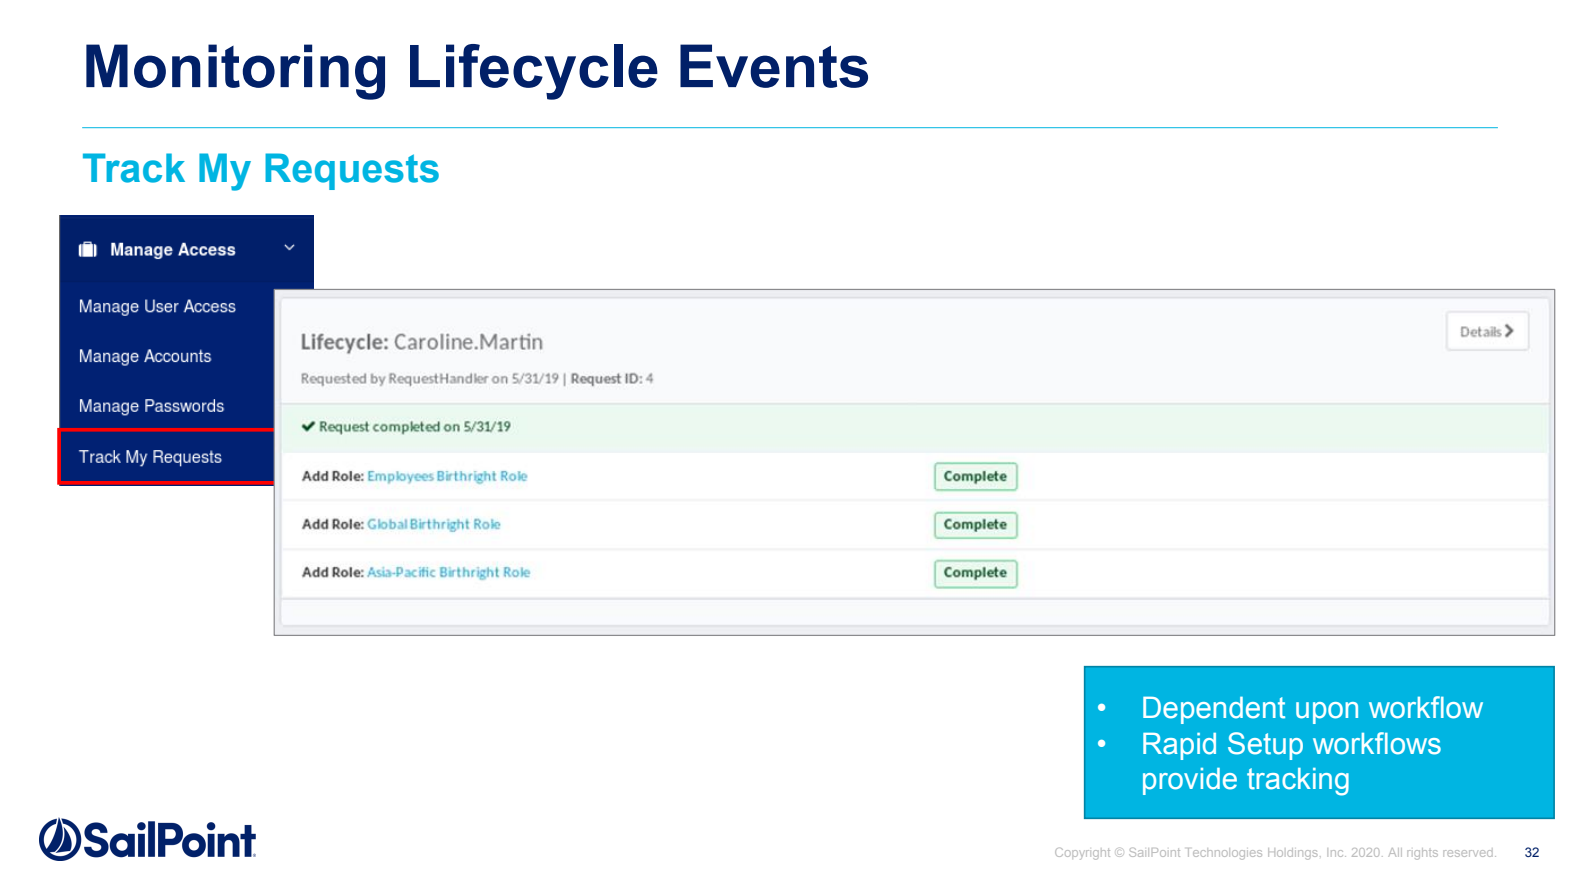 Monitoring Lifecycle Events
Track My Requests
Manage Access
Manage User Access
Manage Accounts
Manage Passwords
Track My Requests
Lifecycle: Caroline.Martin
Details
Requested by RequestHandler on 5/31/19 | Request ID: 4
Request completed on 5/31/19
Add Role: Employees Birthright Role Complete
Add Role: Global Birthright Role Complete
Add Role: Asia-Pacific Birthright Role Complete
• Dependent upon workflow
• Rapid Setup workflows
provide tracking
SailPoint
Copyright © SailPoint Technologies Holdings, Inc. 2020. All rights reserved. 32